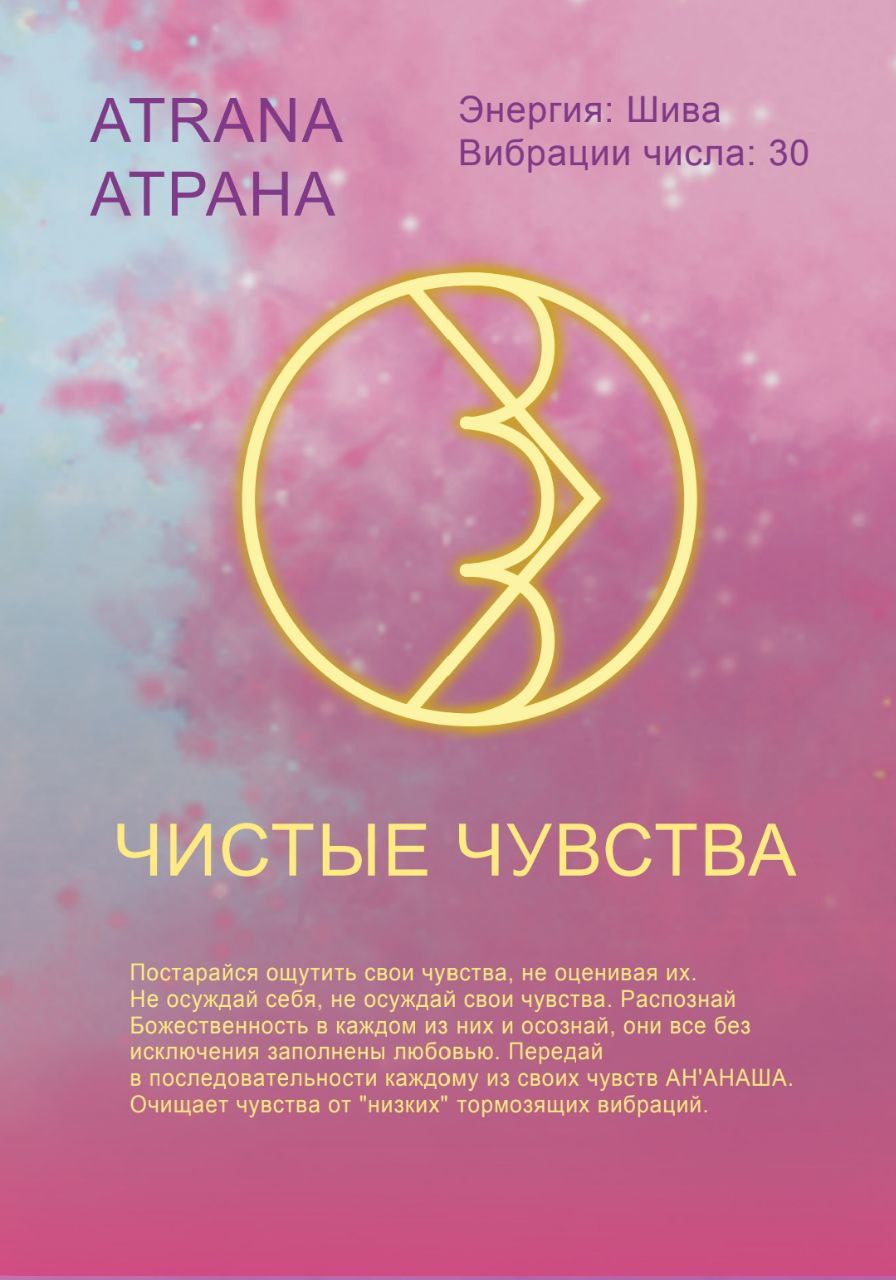 ATRANA
АТРАНА
Энергия: Шива
Вибрации числа: 30
ЧИСТЫЕ ЧУВСТВА
Постарайся ощутить свои чувства, не оценивая их.
Не осуждай себя, не осуждай свои чувства. Распознай
Божественность в каждом из них и осознай, они все без
исключения заполнены любовью. Передай
в последовательности каждому из своих чувств АН'АНАША.
Очищает чувства от "низких" тормозящих вибраций.